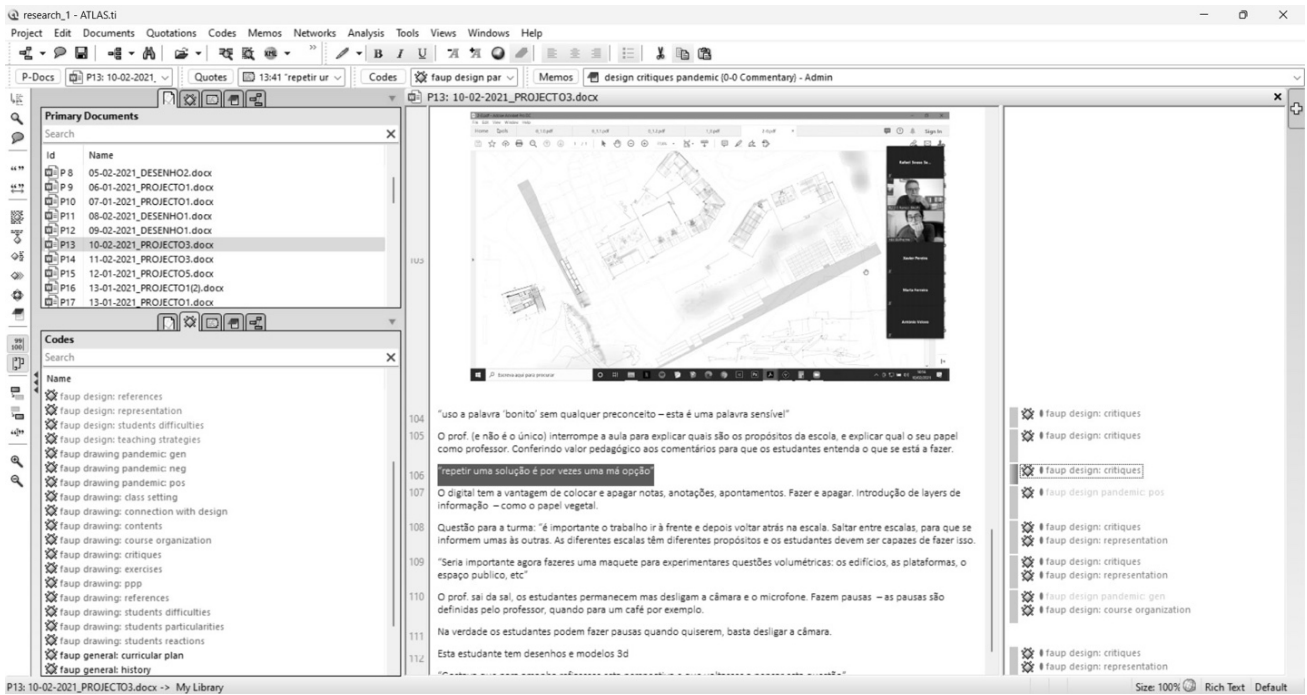 research_1 - ATLAS.ti
Project Edit Documents Quotations Codes Memos Networks Analysis Tools Views Windows Help
B I U
P-Docs P13: 10-02-2021_ Quotes 13:41 "repetir ur Codes faup design par Memos design critiques pandemic {0-0 Commentary} - Admin
P13: 10-02-2021_PROJECTO3.docx
Primary Documents
Search
Id Name
P 8 05-02-2021_DESENHO2.docx
P 9 06-01-2021_PROJECTO1.docx
P10 07-01-2021_PROJECTO1.docx
P11 08-02-2021_DESENHO1.docx
P12 09-02-2021_DESENHO1.docx
P13 10-02-2021_PROJECTO3.docx
P14 11-02-2021_PROJECTO3.docx
P15 12-01-2021_PROJECTO5.docx
P16 13-01-2021_PROJECTO1(2).docx
P17 13-01-2021_PROJECTO1.docx
Codes
Search
Name
faup design: references
faup design: representation
faup design: students difficulties
faup design: teaching strategies
faup drawing pandemic: gen
faup drawing pandemic: neg
faup drawing pandemic: pos
faup drawing: class setting
faup drawing: connection with design
faup drawing: contents
faup drawing: course organization
faup drawing: critiques
faup drawing: exercises
faup drawing: ppp
faup drawing: references
faup drawing: students difficulties
faup drawing: students particularities
faup drawing: students reactions
faup general: curricular plan
faup general: history
103
Home Tools
Sign In
Escreva aqui para procurar
104 "uso a palavra 'bonito' sem qualquer preconceito – esta é uma palavra sensível"
105 O prof. (e não é o único) interrompe a aula para explicar quais são os propósitos da escola, e explicar qual o seu papel
como professor. Conferindo valor pedagógico aos comentários para que os estudantes entenda o que se está a fazer.
106 "repetir uma solução é por vezes uma má opção"
107 O digital tem a vantagem de colocar e apagar notas, anotações, apontamentos. Fazer e apagar. Introdução de layers de
informação – como o papel vegetal.
108 Questão para a turma: "é importante o trabalho ir à frente e depois voltar atrás na escala. Saltar entre escalas, para que se
informem umas às outras. As diferentes escalas têm diferentes propósitos e os estudantes devem ser capazes de fazer isso.
109 "Seria importante agora fazeres uma maquete para experimentares questões volumétricas: os edifícios, as plataformas, o
espaço publico, etc"
110 O prof. sai da sal, os estudantes permanecem mas desligam a câmara e o microfone. Fazem pausas – as pausas são
definidas pelo professor, quando para um café por exemplo.
111 Na verdade os estudantes podem fazer pausas quando quiserem, basta desligar a câmara.
112 Esta estudante tem desenhos e modelos 3d
faup design: critiques
faup design: critiques
faup design: critiques
faup design pandemic: pos
faup design: critiques
faup design: representation
faup design: critiques
faup design: representation
faup design pandemic: gen
faup design: course organization
faup design: critiques
faup design: representation
P13: 10-02-2021_PROJECTO3.docx -> My Library
Size: 100% Rich Text Default